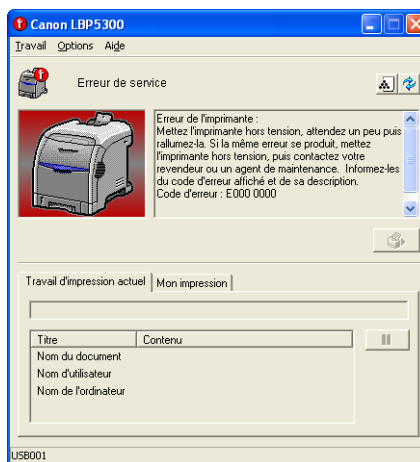 Canon LBP5300
Travail Options Aide
Erreur de service
Erreur de l'imprimante :
Mettez l'imprimante hors tension, attendez un peu puis
rallumez-la. Si la même erreur se produit, mettez
l'imprimante hors tension, puis contactez votre
revendeur ou un agent de maintenance. Informez-les
du code d'erreur affiché et de sa description.
Code d'erreur : E000 0000
Travail d'impression actuel Mon impression
Titre Contenu
Nom du document
Nom d'utilisateur
Nom de l'ordinateur
USB001